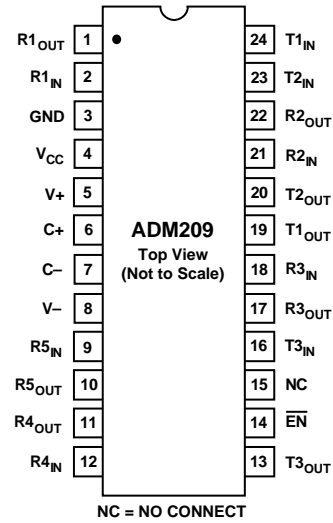 R1OUT 1 24 T1IN
R1IN 2 23 T2IN
GND 3 22 R2OUT
VCC 4 21 R2IN
V+ 5 20 T2OUT
C+ 6 ADM209 19 T1OUT
Top View
C– 7 (Not to Scale) 18 R3IN
V– 8 17 R3OUT
R5IN 9 16 T3IN
R5OUT 10 15 NC
R4OUT 11 14 E̅N̅
R4IN 12 13 T3OUT
NC = NO CONNECT